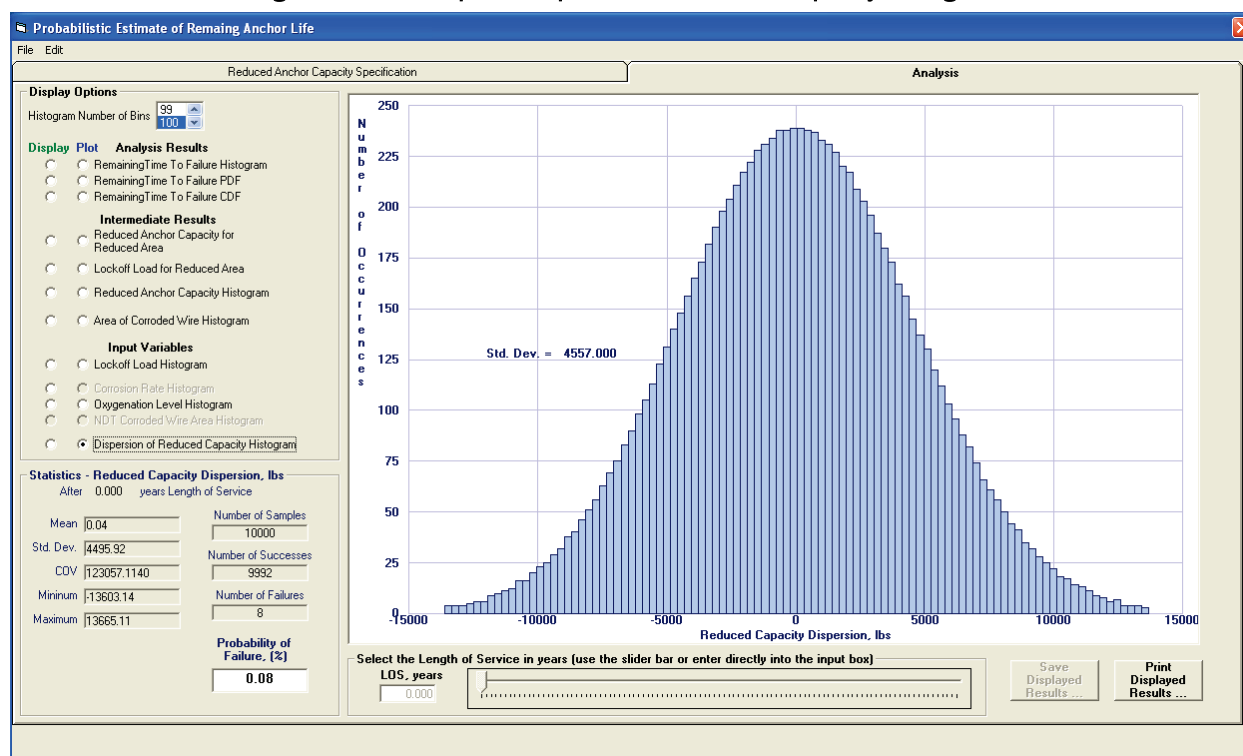 Probabilistic Estimate of Remaing Anchor Life
File Edit
Reduced Anchor Capacity Specification
Analysis
Display Options
Histogram Number of Bins
99
100
Display Plot Analysis Results
RemainingTime To Failure Histogram
RemainingTime To Failure PDF
RemainingTime To Failure CDF
Intermediate Results
Reduced Anchor Capacity for
Reduced Area
Lockoff Load for Reduced Area
Reduced Anchor Capacity Histogram
Area of Corroded Wire Histogram
Input Variables
Lockoff Load Histogram
Corrosion Rate Histogram
Oxygenation Level Histogram
NDT Corroded Wire Area Histogram
Dispersion of Reduced Capacity Histogram
Statistics - Reduced Capacity Dispersion, lbs
After 0.000 years Length of Service
Mean 0.04
Std. Dev. 4495.92
COV 123057.1140
Mininum -13603.14
Maximum 13665.11
Number of Samples
10000
Number of Successes
9992
Number of Failures
8
Probability of
Failure, (%)
0.08
Number of Occurrences
250
225
200
175
150
125
100
75
50
25
0
Std. Dev. = 4557.000
-15000 -10000 -5000 0 5000 10000 15000
Reduced Capacity Dispersion, lbs
Select the Length of Service in years (use the slider bar or enter directly into the input box)
LOS, years
0.000
Save
Displayed
Results ...
Print
Displayed
Results ...